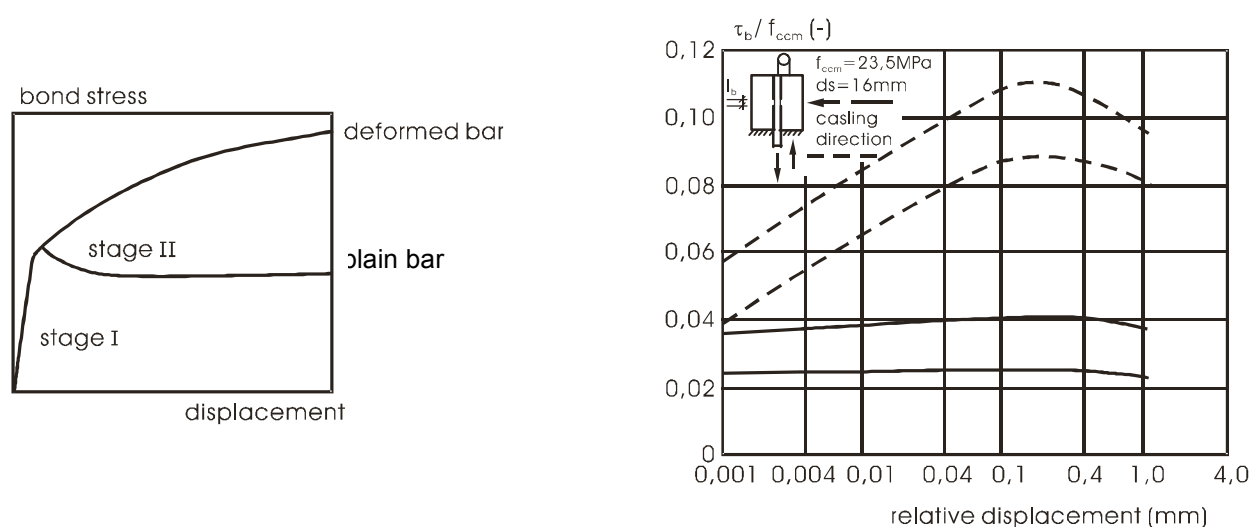 bond stress
deformed bar
stage II
plain bar
stage I
displacement
τb/ fccm (-)
0,12
fccm=23,5MPa
ds=16mm
lb
casling
direction
0,10
0,08
0,06
0,04
0,02
0
0,001 0,004 0,01 0,04 0,1 0,4 1,0 4,0
relative displacement (mm)